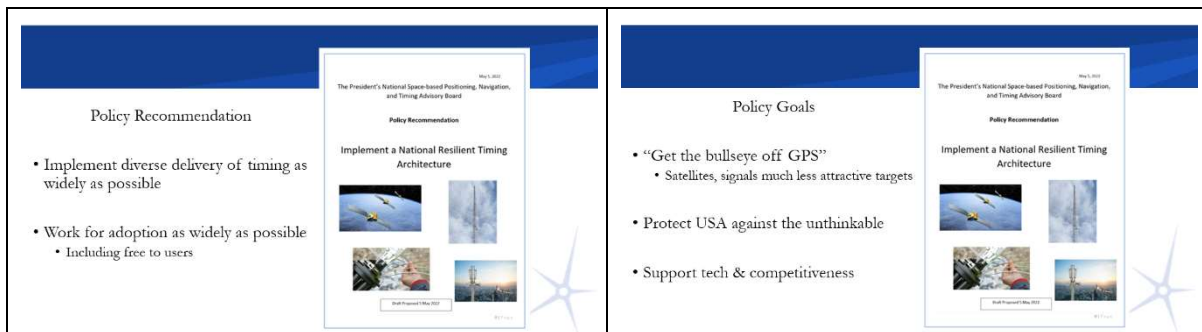 May 5, 2022
The President's National Space-based Positioning, Navigation,
and Timing Advisory Board
Policy Recommendation
Implement a National Resilient Timing
Architecture
Draft Proposed 5 May 2022
Policy Recommendation
• Implement diverse delivery of timing as
widely as possible
• Work for adoption as widely as possible
• Including free to users
May 5, 2022
The President's National Space-based Positioning, Navigation,
and Timing Advisory Board
Policy Recommendation
Implement a National Resilient Timing
Architecture
Draft Proposed 5 May 2022
Policy Goals
• “Get the bullseye off GPS”
• Satellites, signals much less attractive targets
• Protect USA against the unthinkable
• Support tech & competitiveness